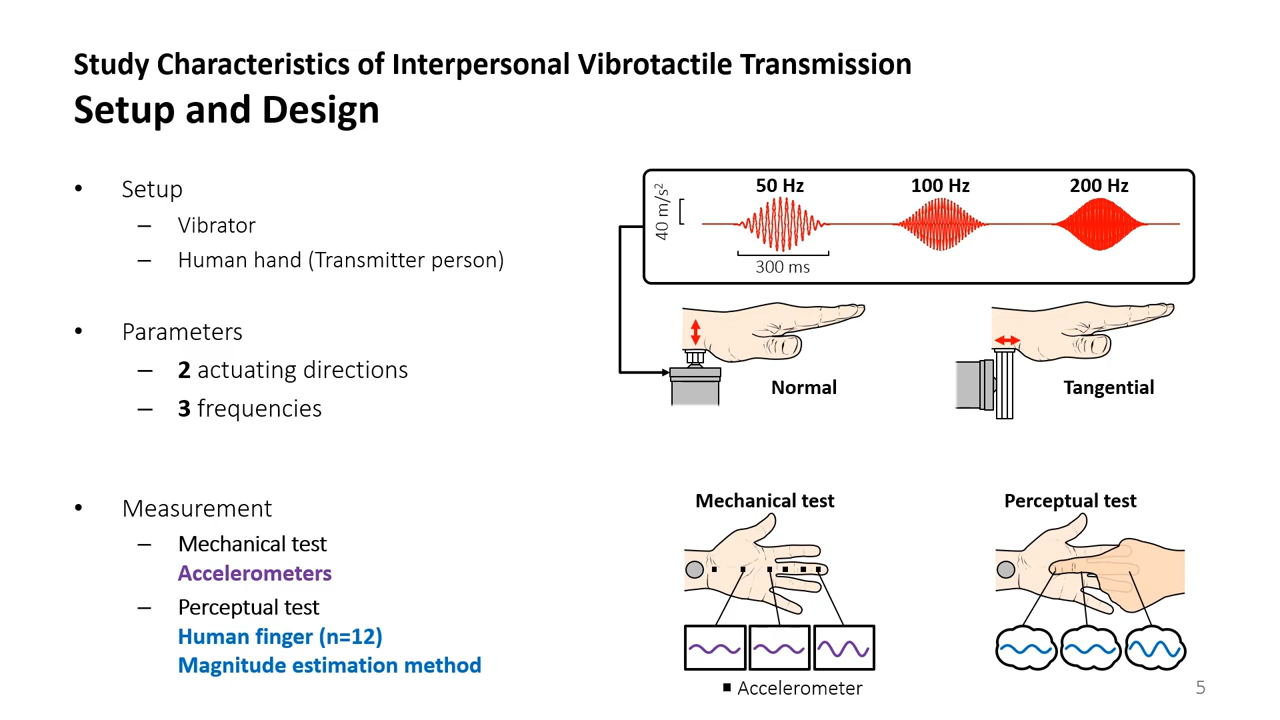 Study Characteristics of Interpersonal Vibrotactile Transmission
Setup and Design
• Setup
– Vibrator
– Human hand (Transmitter person)
• Parameters
– 2 actuating directions
– 3 frequencies
• Measurement
– Mechanical test
Accelerometers
– Perceptual test
Human finger (n=12)
Magnitude estimation method
40 m/s²
50 Hz
100 Hz
200 Hz
300 ms
Normal
Tangential
Mechanical test
Perceptual test
Accelerometer
5